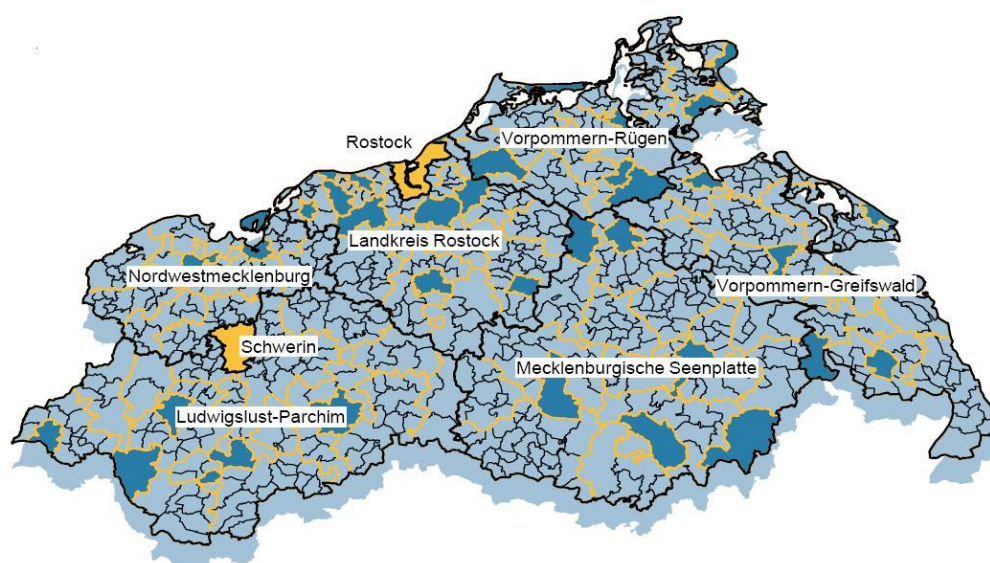 Rostock
Vorpommern-Rügen
Landkreis Rostock
Nordwestmecklenburg
Vorpommern-Greifswald
Schwerin
Mecklenburgische Seenplatte
Ludwigslust-Parchim